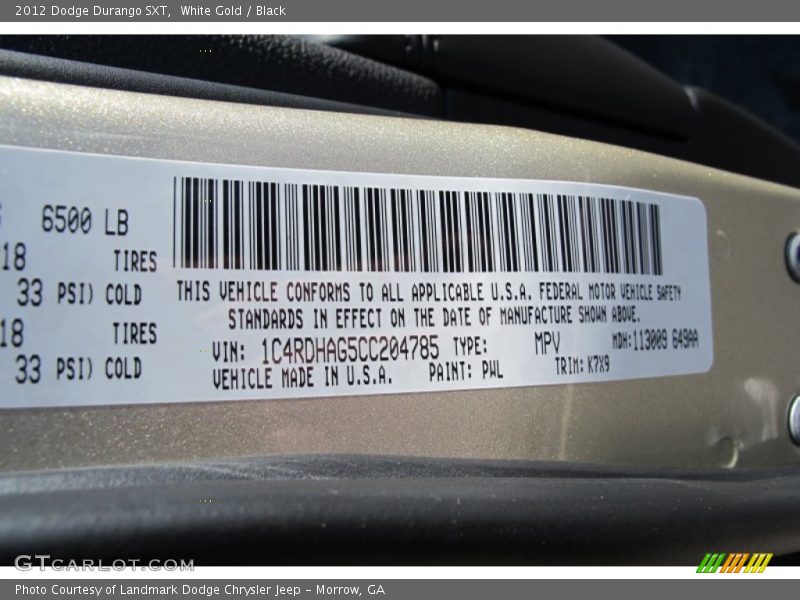 2012 Dodge Durango SXT, White Gold / Black
6500 LB
18 TIRES
33 PSI) COLD
18 TIRES
33 PSI) COLD
THIS VEHICLE CONFORMS TO ALL APPLICABLE U.S.A. FEDERAL MOTOR VEHICLE SAFETY
STANDARDS IN EFFECT ON THE DATE OF MANUFACTURE SHOWN ABOVE.
VIN: 1C4RDHAG5CC204785 TYPE: MPV MDH: 113009 649AA
VEHICLE MADE IN U.S.A. PAINT: PWL TRIM: K7X9
GTCARLOT.COM
Photo Courtesy of Landmark Dodge Chrysler Jeep – Morrow, GA